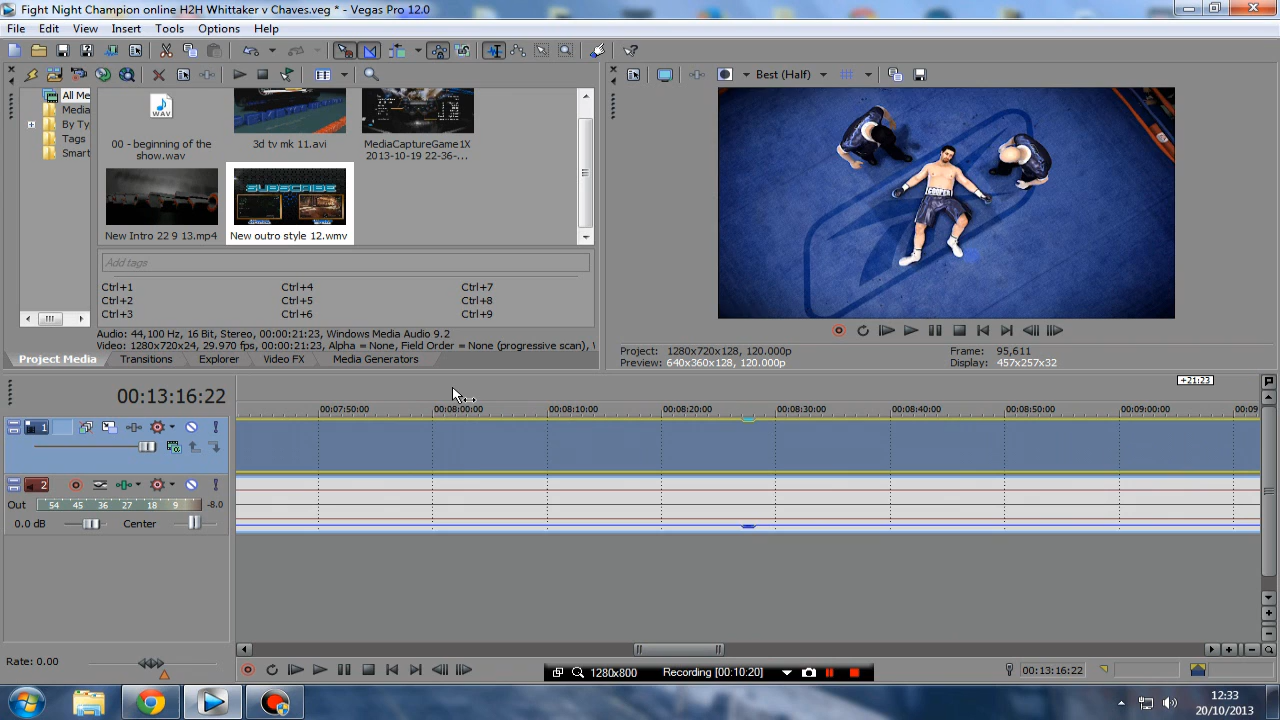 Fight Night Champion online H2H Whittaker v Chaves.veg * - Vegas Pro 12.0
File Edit View Insert Tools Options Help
Best (Half)
All Me
Media
By Ty
Tags
Smart
00 - beginning of the show.wav
3d tv mk 11.avi
MediaCaptureGame1X 2013-10-19 22-36-...
SUBSCRIBE
New Intro 22 9 13.mp4
New outro style 12.wmv
Add tags
Ctrl+1 Ctrl+4 Ctrl+7
Ctrl+2 Ctrl+5 Ctrl+8
Ctrl+3 Ctrl+6 Ctrl+9
Audio: 44,100 Hz, 16 Bit, Stereo, 00:00:21:23, Windows Media Audio 9.2
Video: 1280x720x24, 29.970 fps, Field Order = None (progressive scan),
Project Media Transitions Explorer Video FX Media Generators
Project: 1280x720x128, 120.000p Frame: 95,611
Preview: 640x360x128, 120.000p Display: 457x257x32
+21:23
00:13:16:22
00:07:50:00 00:08:00:00 00:08:10:00 00:08:20:00 00:08:30:00 00:08:40:00 00:08:50:00 00:09:00:00 00:09
1
2
Out 54 45 36 27 18 9 -8.0
0.0 dB Center
Rate: 0.00
1280x800 Recording [00:10:20]
00:13:16:22
12:33
20/10/2013